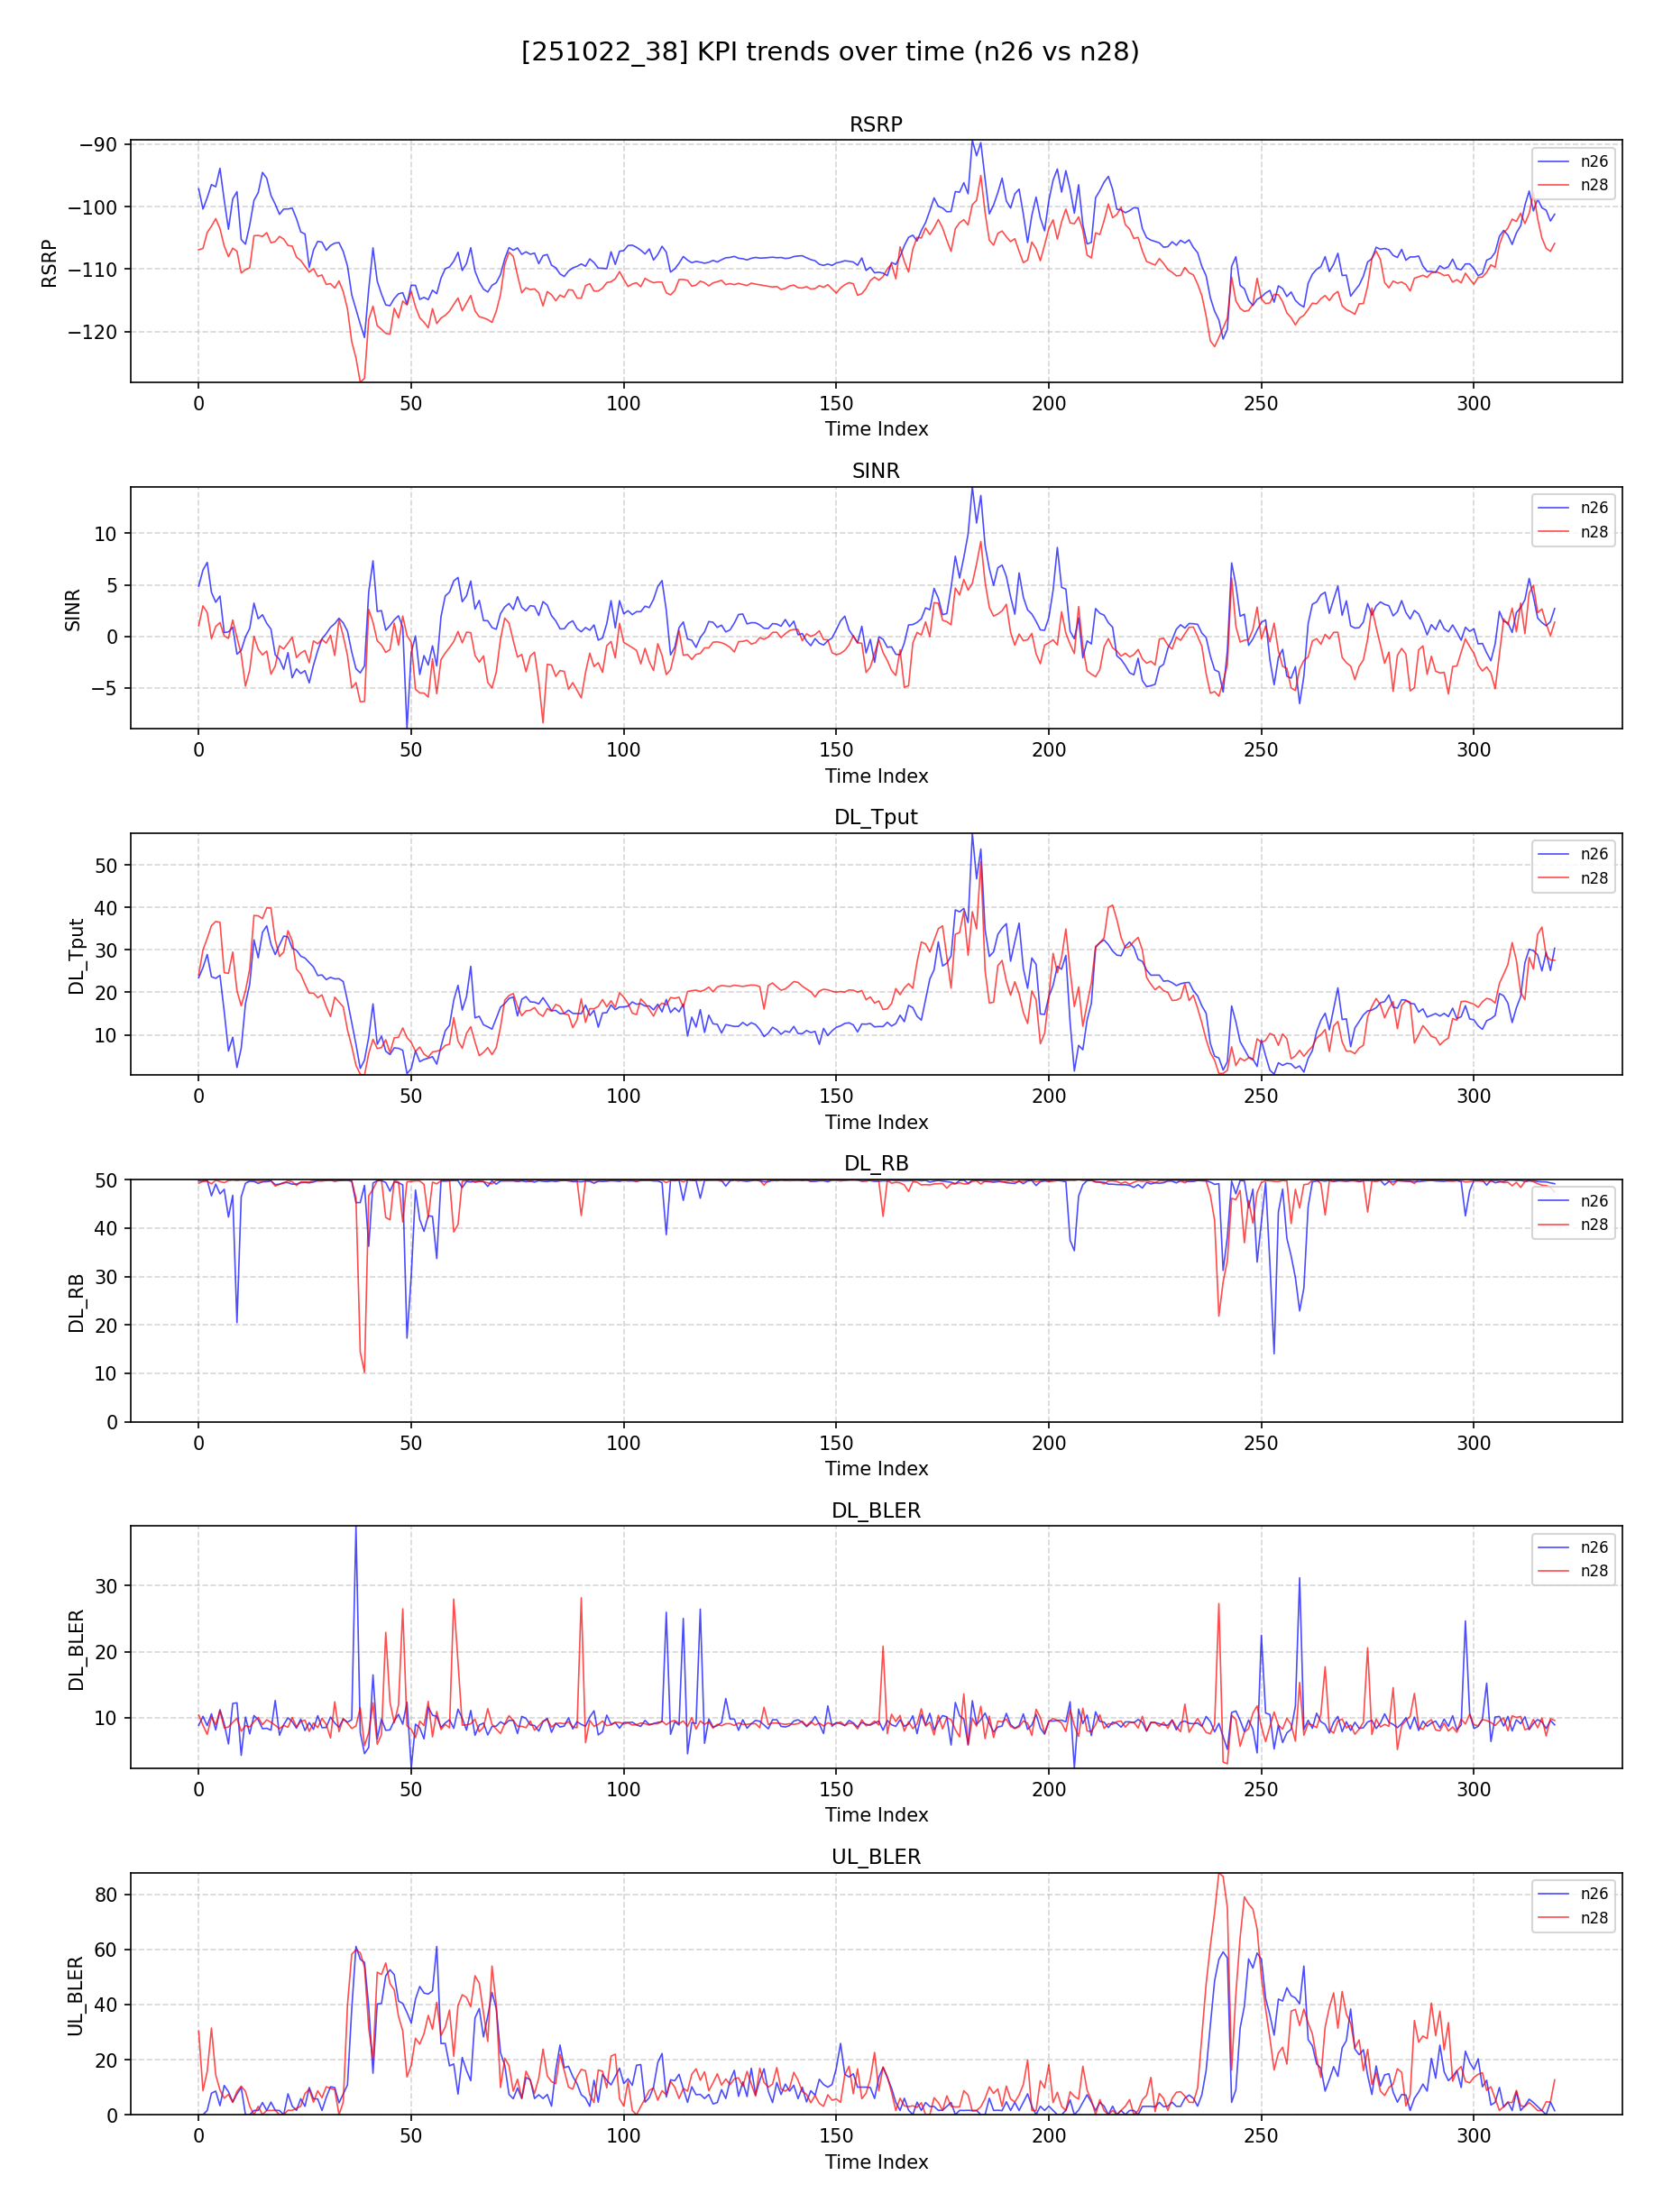 [251022_38] KPI trends over time (n26 vs n28)
RSRP
−90
−100
−110
−120
RSRP
n26
n28
0 50 100 150 200 250 300
Time Index
SINR
10
5
0
−5
SINR
n26
n28
0 50 100 150 200 250 300
Time Index
DL_Tput
50
40
30
20
10
DL_Tput
n26
n28
0 50 100 150 200 250 300
Time Index
DL_RB
50
40
30
20
10
0
DL_RB
n26
n28
0 50 100 150 200 250 300
Time Index
DL_BLER
30
20
10
DL_BLER
n26
n28
0 50 100 150 200 250 300
Time Index
UL_BLER
80
60
40
20
0
UL_BLER
n26
n28
0 50 100 150 200 250 300
Time Index